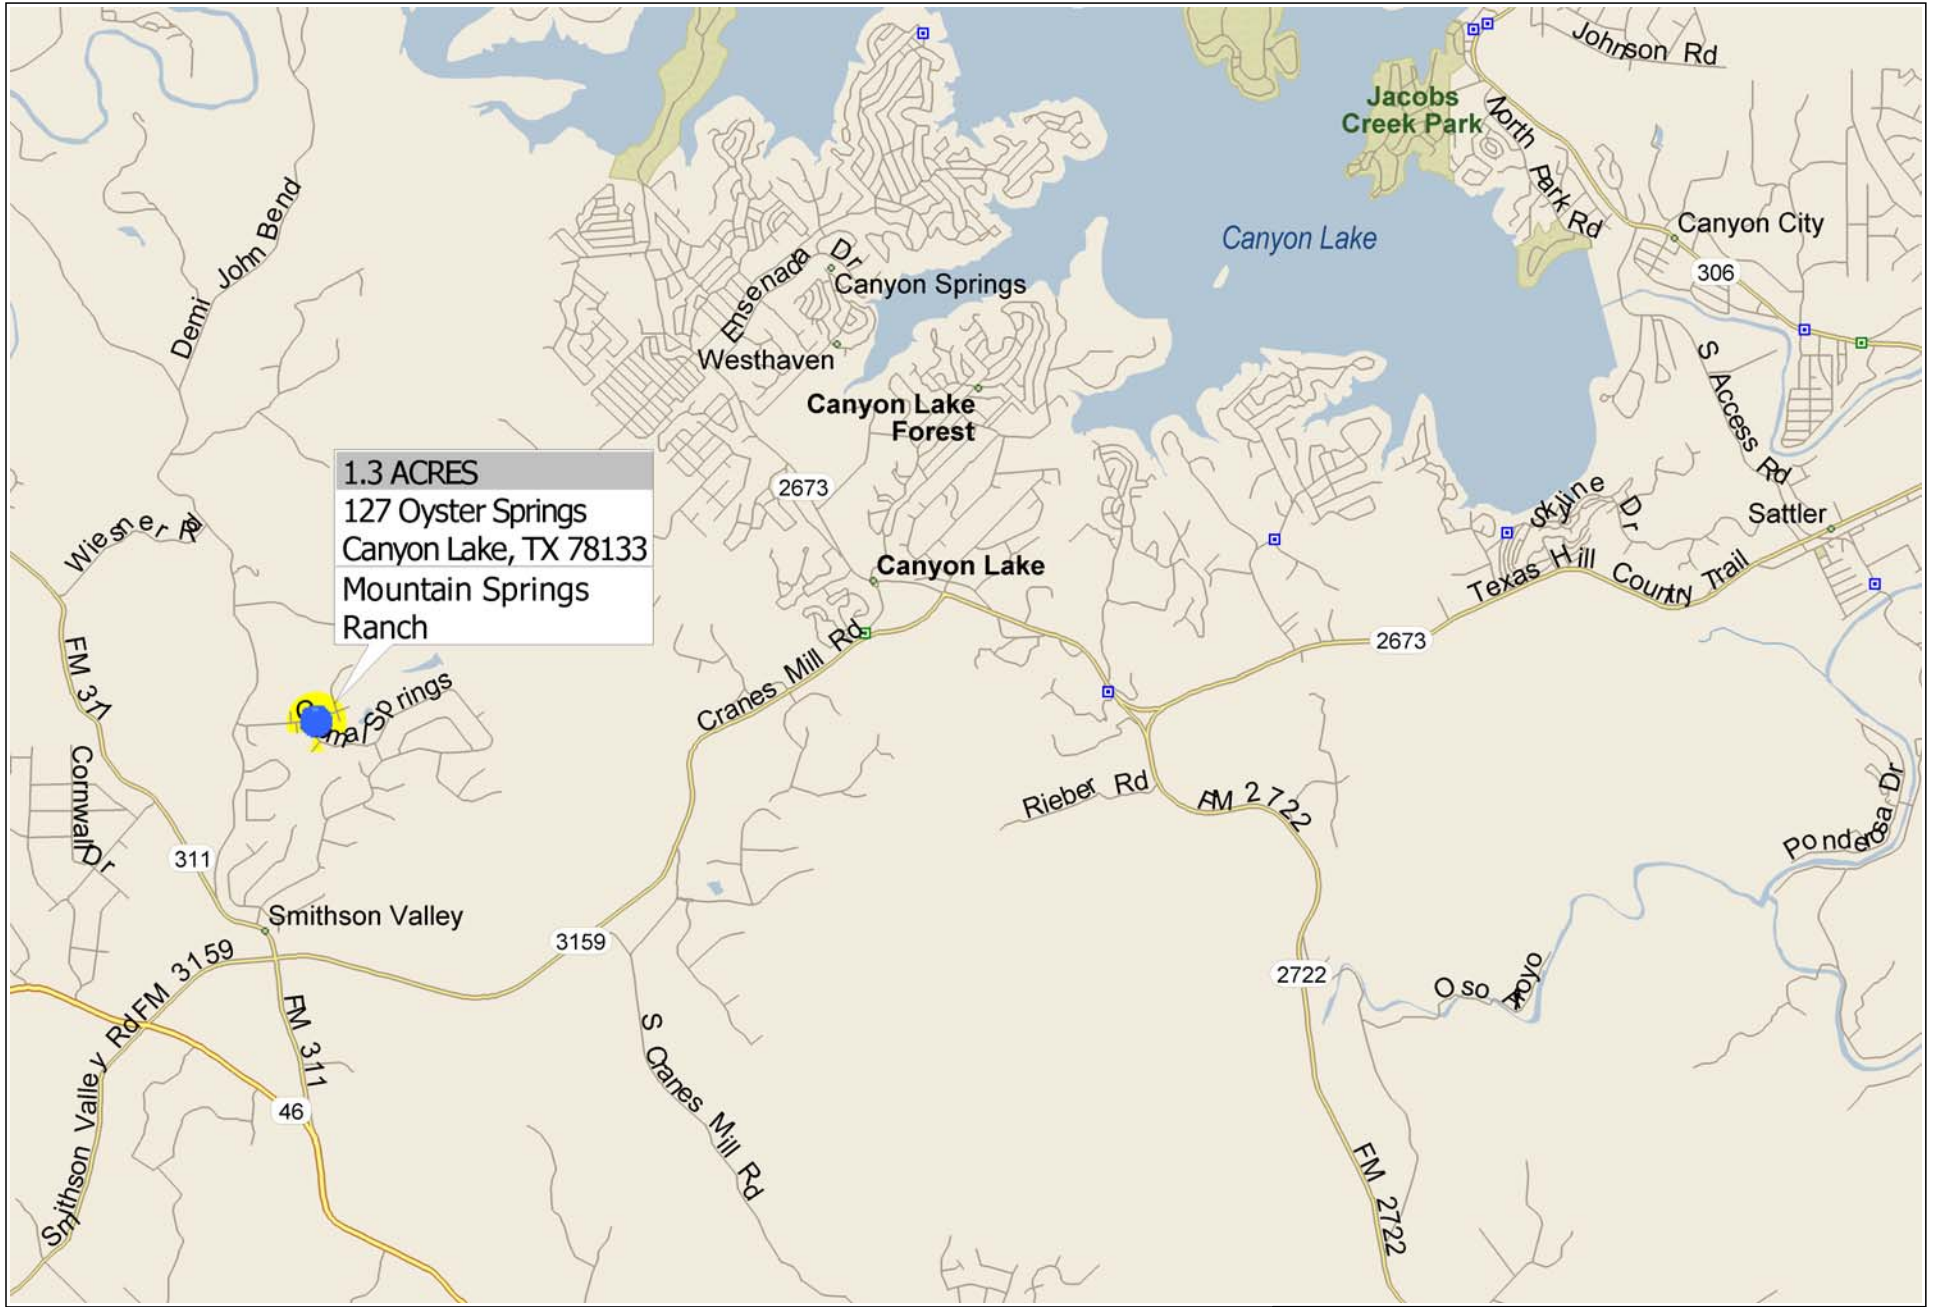 Johnson Rd
Jacobs
Creek Park
North Park Rd
Canyon City
306
Canyon Lake
Demi John Bend
Ensenada Dr
Canyon Springs
Westhaven
Canyon Lake
Forest
S Access Rd
1.3 ACRES
127 Oyster Springs
Canyon Lake, TX 78133
Mountain Springs
Ranch
2673
Skyline Dr
Sattler
Wiesner Rd
Canyon Lake
Texas Hill Country Trail
2673
FM 311
Cranes Mill Rd
Springs
Cornwall Dr
Rieber Rd
FM 2722
Ponderosa Dr
311
Smithson Valley
FM 3159
3159
2722
Oso Arroyo
FM 311
S Cranes Mill Rd
46
Smithson Valley Rd
FM 2722